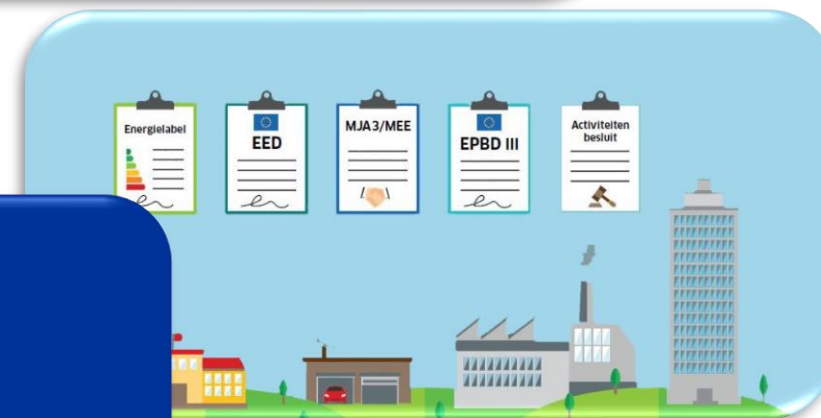 Energielabel
EED
MJA3/MEE
EPBD III
Activiteiten
besluit